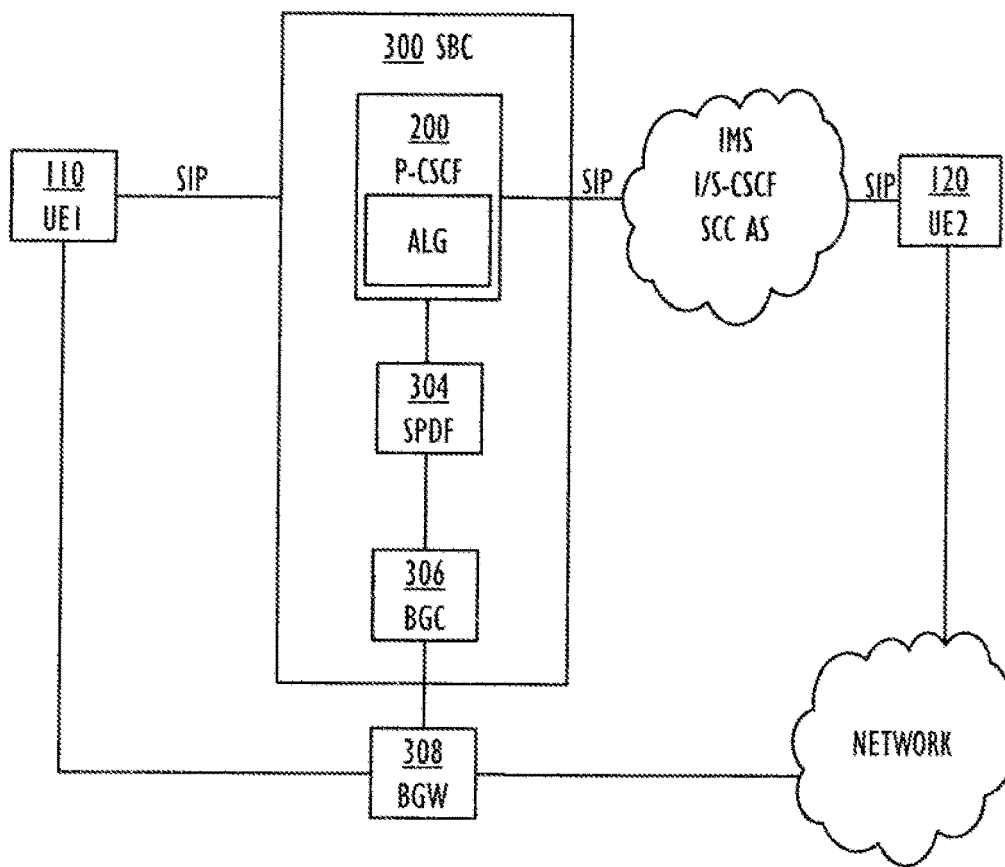 300 SBC
200
P-CSCF
ALG
110
UE1
SIP
SIP
IMS
I/S-CSCF
SCC AS
SIP
120
UE2
304
SPDF
306
BGC
308
BGW
NETWORK